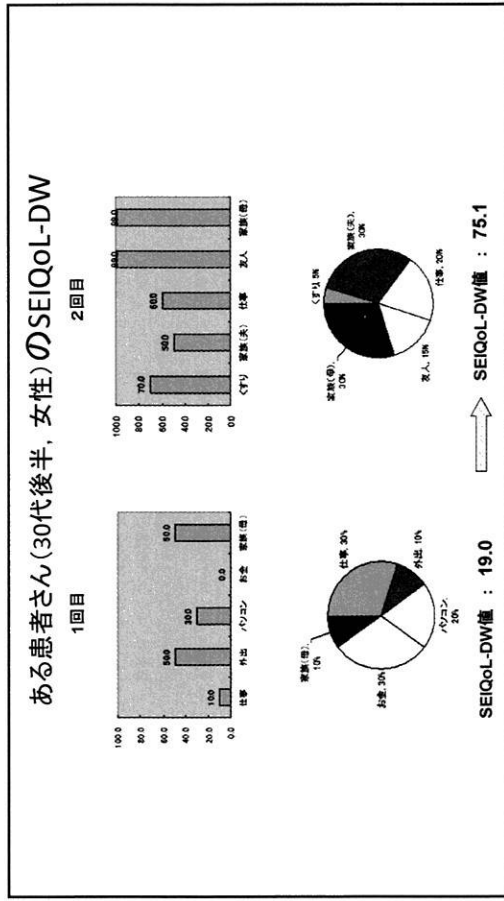 ある患者さん(30代後半, 女性)のSEIQoL-DW
1回目
100.0
80.0
60.0
40.0
20.0
0.0
10.0
50.0
30.0
0.0
50.0
仕事
外出
パソコン
お金
家族(母)
家族(母), 10%
仕事, 30%
外出, 10%
パソコン, 20%
お金, 30%
SEIQoL-DW値 : 19.0
2回目
100.0
80.0
60.0
40.0
20.0
0.0
70.0
50.0
60.0
くすり
家族(夫)
仕事
友人
家族(母)
くすり, 5%
家族(夫), 30%
仕事, 20%
友人, 15%
家族(母), 30%
SEIQoL-DW値 : 75.1